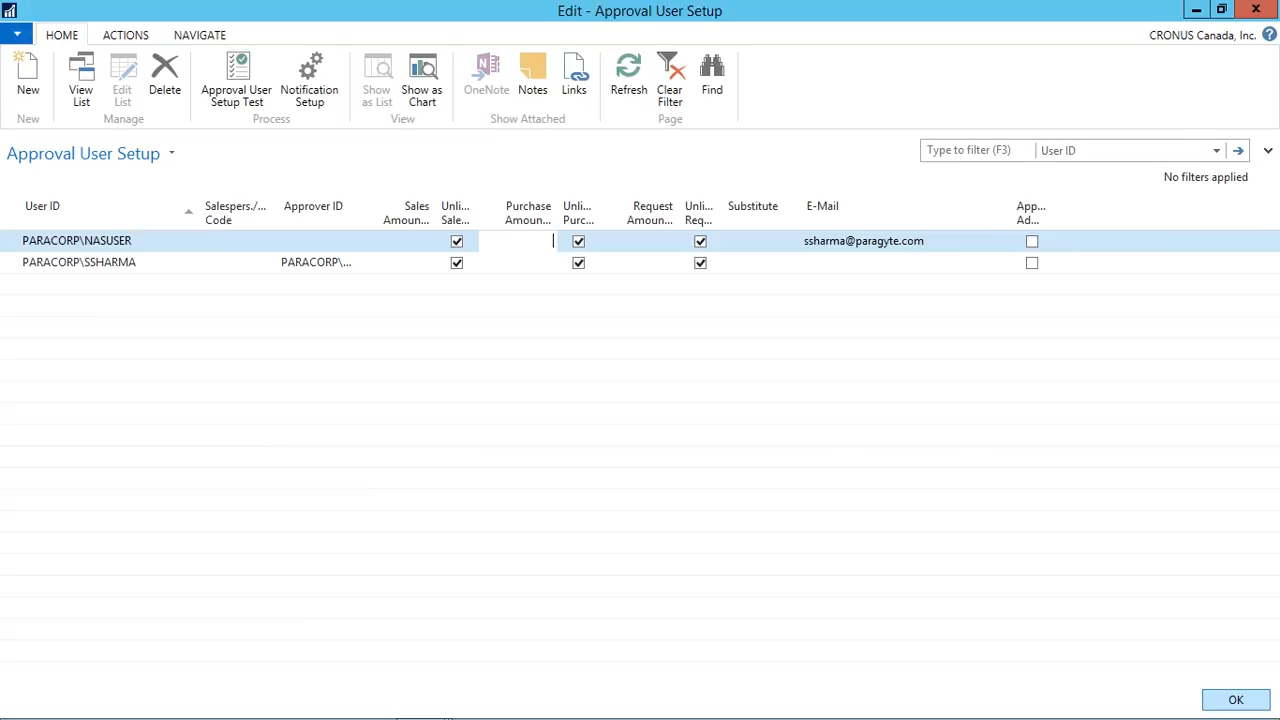 Edit - Approval User Setup
HOME ACTIONS NAVIGATE CRONUS Canada, Inc.
New View List Edit List Delete Approval User Setup Test Notification Setup Show as List Show as Chart OneNote Notes Links Refresh Clear Filter Find
New Manage Process View Show Attached Page
Approval User Setup Type to filter (F3) User ID
No filters applied
User ID Salespers./... Code Approver ID Sales Amoun... Unli... Sale... Purchase Amoun... Unli... Purc... Request Amoun... Unli... Req... Substitute E-Mail App... Ad...
PARACORP\NASUSER ssharma@paragyte.com
PARACORP\SSHARMA PARACORP\...
OK